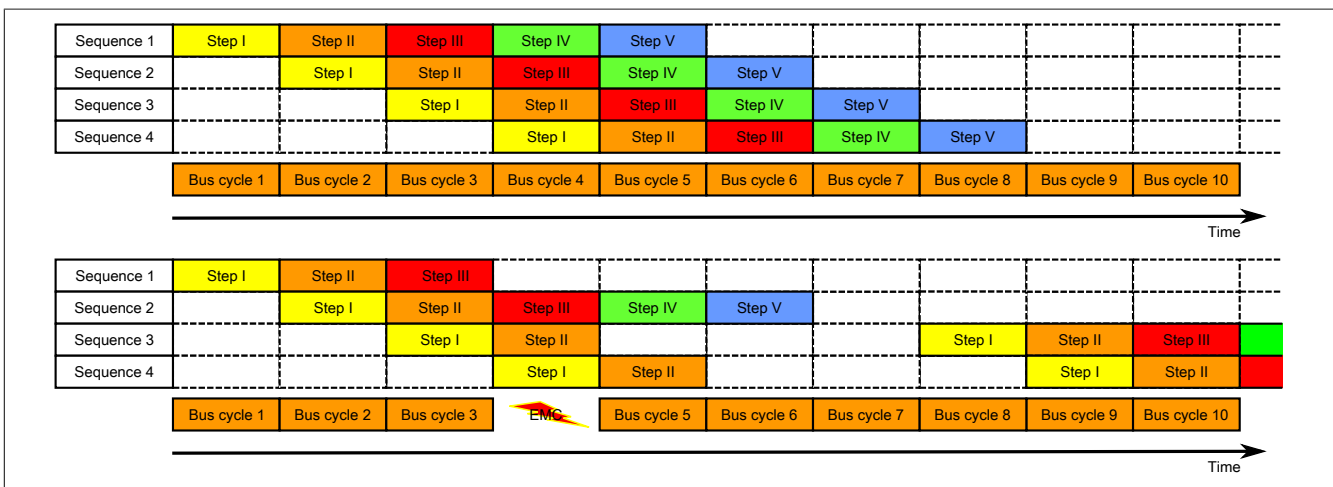 Sequence 1 Step I Step II Step III Step IV Step V
Sequence 2 Step I Step II Step III Step IV Step V
Sequence 3 Step I Step II Step III Step IV Step V
Sequence 4 Step I Step II Step III Step IV Step V
Bus cycle 1 Bus cycle 2 Bus cycle 3 Bus cycle 4 Bus cycle 5 Bus cycle 6 Bus cycle 7 Bus cycle 8 Bus cycle 9 Bus cycle 10
Time
Sequence 1 Step I Step II Step III
Sequence 2 Step I Step II Step III Step IV Step V
Sequence 3 Step I Step II Step I Step II Step III
Sequence 4 Step I Step II Step I Step II
Bus cycle 1 Bus cycle 2 Bus cycle 3 EMC Bus cycle 5 Bus cycle 6 Bus cycle 7 Bus cycle 8 Bus cycle 9 Bus cycle 10
Time